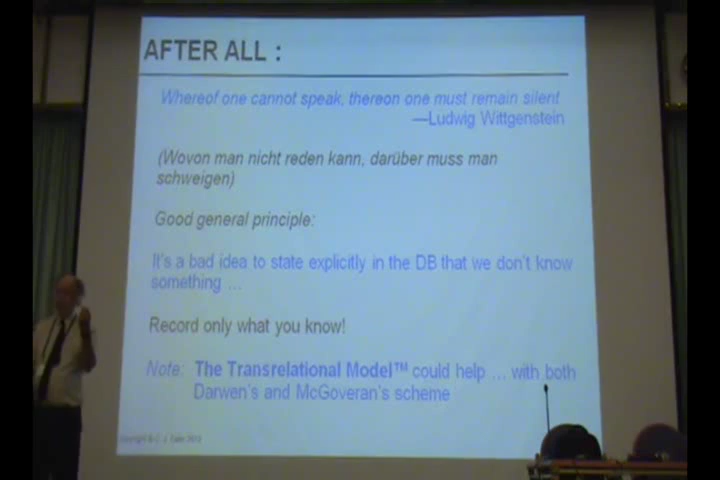 AFTER ALL :
Whereof one cannot speak, thereon one must remain silent
—Ludwig Wittgenstein
(Wovon man nicht reden kann, darüber muss man
schweigen)
Good general principle:
It's a bad idea to state explicitly in the DB that we don't know
something ...
Record only what you know!
Note: The Transrelational Model™ could help ... with both
Darwen's and McGoveran's scheme
Copyright C. J. Date